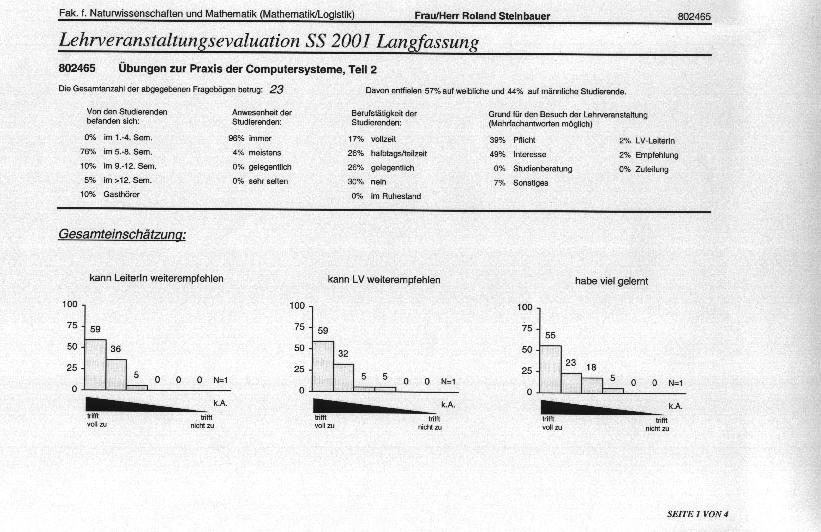 Fak. f. Naturwissenschaften und Mathematik (Mathematik/Logistik) Frau/Herr Roland Steinbauer 802465
Lehrveranstaltungsevaluation SS 2001 Langfassung
802465 Übungen zur Praxis der Computersysteme, Teil 2
Die Gesamtanzahl der abgegebenen Fragebögen betrug: 23 Davon entfielen 57% auf weibliche und 44% auf männliche Studierende.
Von den Studierenden befanden sich:
0% im 1.-4. Sem.
76% im 5.-8. Sem.
10% im 9.-12. Sem.
5% im >12. Sem.
10% Gasthörer
Anwesenheit der Studierenden:
96% immer
4% meistens
0% gelegentlich
0% sehr selten
Berufstätigkeit der Studierenden:
17% vollzeit
26% halbtags/teilzeit
26% gelegentlich
30% nein
0% im Ruhestand
Grund für den Besuch der Lehrveranstaltung
(Mehrfachantworten möglich)
39% Pflicht 2% LV-LeiterIn
49% Interesse 2% Empfehlung
0% Studienberatung 0% Zuteilung
7% Sonstiges
Gesamteinschätzung:
kann LeiterIn weiterempfehlen
100
75
50
25
0
59 36 5 0 0 0 N=1
k.A.
trifft voll zu
trifft nicht zu
kann LV weiterempfehlen
100
75
50
25
0
59 32 5 5 0 0 N=1
k.A.
trifft voll zu
trifft nicht zu
habe viel gelernt
100
75
50
25
0
55 23 18 5 0 0 N=1
k.A.
trifft voll zu
trifft nicht zu
SEITE 1 VON 4